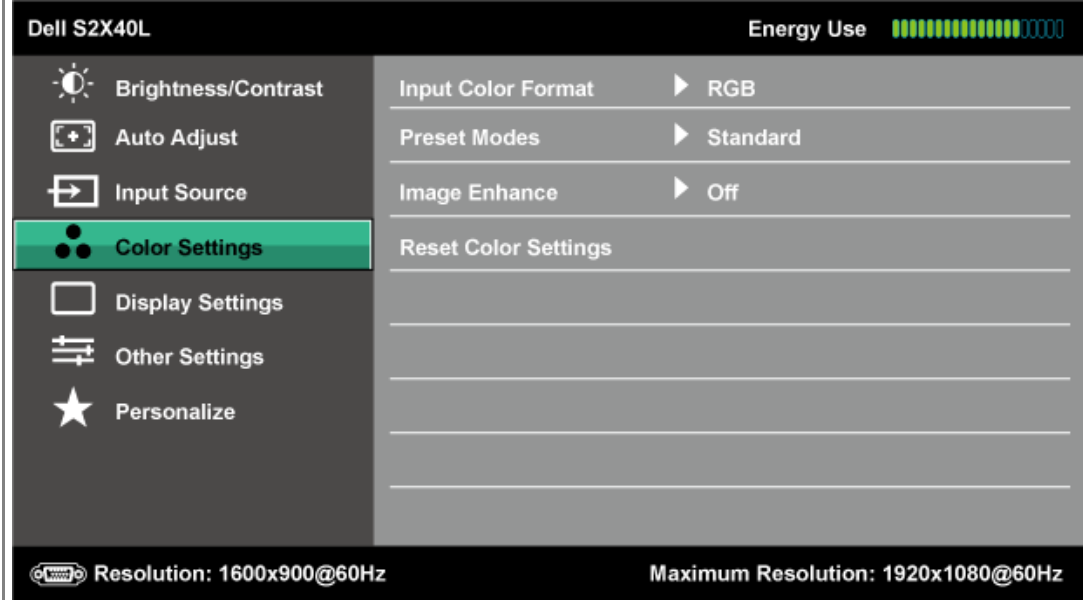 Dell S2X40L Energy Use
Brightness/Contrast Input Color Format RGB
Auto Adjust Preset Modes Standard
Input Source Image Enhance Off
Color Settings Reset Color Settings
Display Settings
Other Settings
Personalize
Resolution: 1600x900@60Hz Maximum Resolution: 1920x1080@60Hz